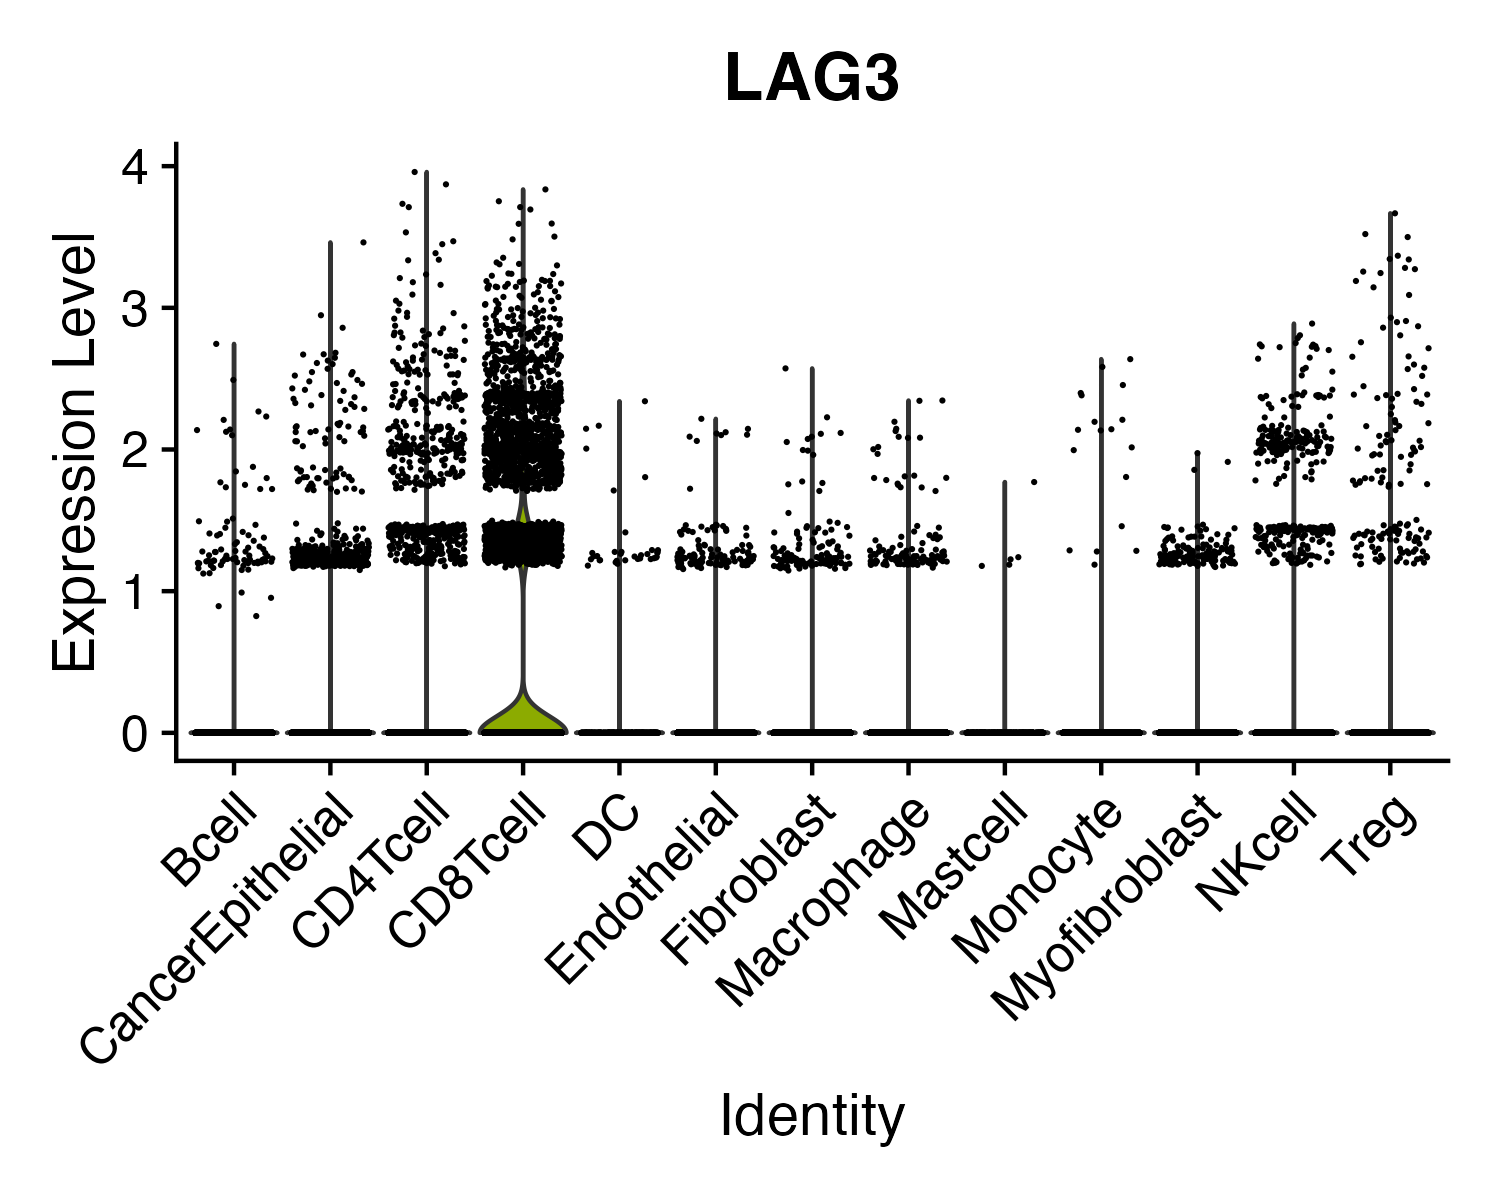 LAG3
Expression Level
4
3
2
1
0
Bcell
CancerEpithelial
CD4Tcell
CD8Tcell
DC
Endothelial
Fibroblast
Macrophage
Mastcell
Monocyte
Myofibroblast
NKcell
Treg
Identity